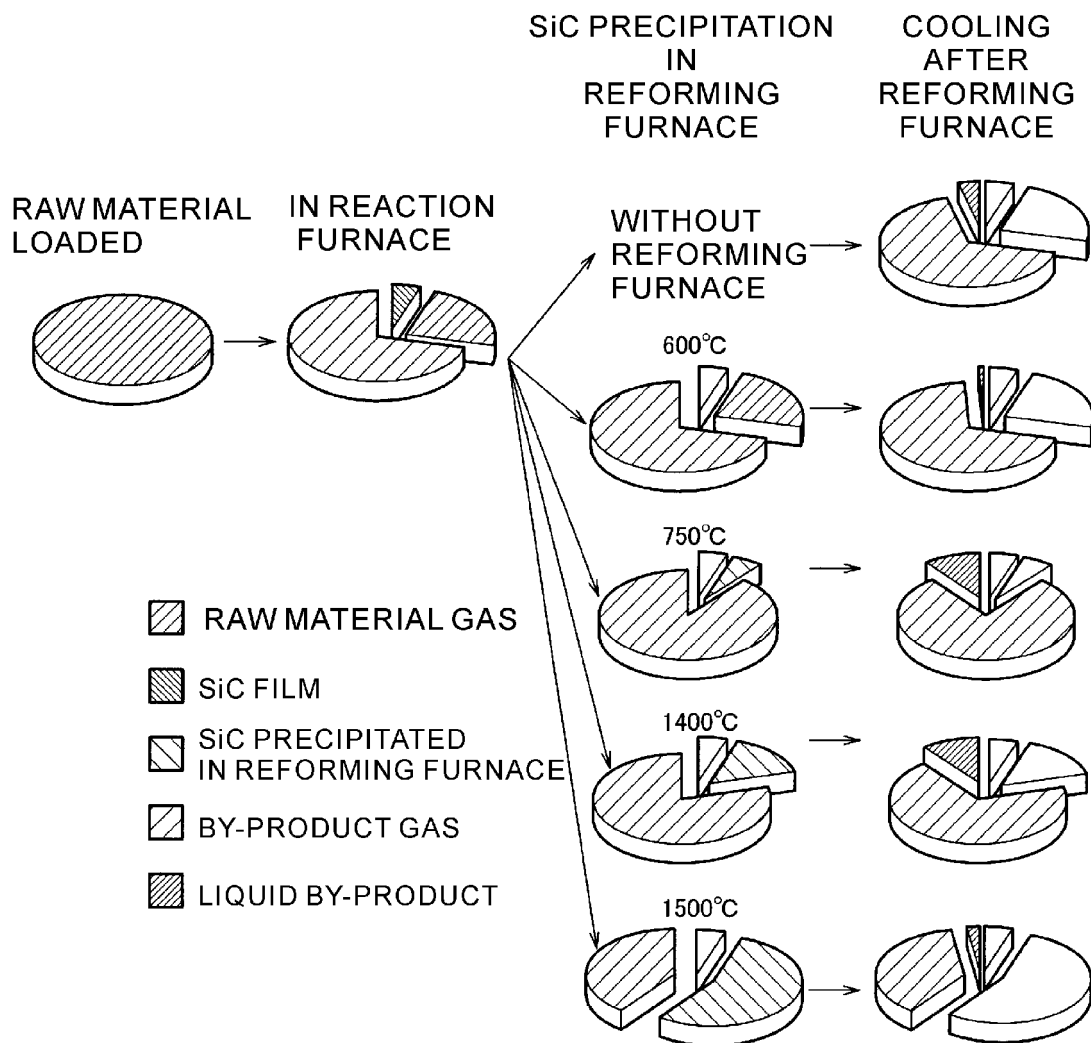 SiC PRECIPITATION
IN
REFORMING
FURNACE
COOLING
AFTER
REFORMING
FURNACE
RAW MATERIAL
LOADED
IN REACTION
FURNACE
WITHOUT
REFORMING
FURNACE
600°C
750°C
1400°C
1500°C
RAW MATERIAL GAS
SiC FILM
SiC PRECIPITATED
IN REFORMING FURNACE
BY-PRODUCT GAS
LIQUID BY-PRODUCT